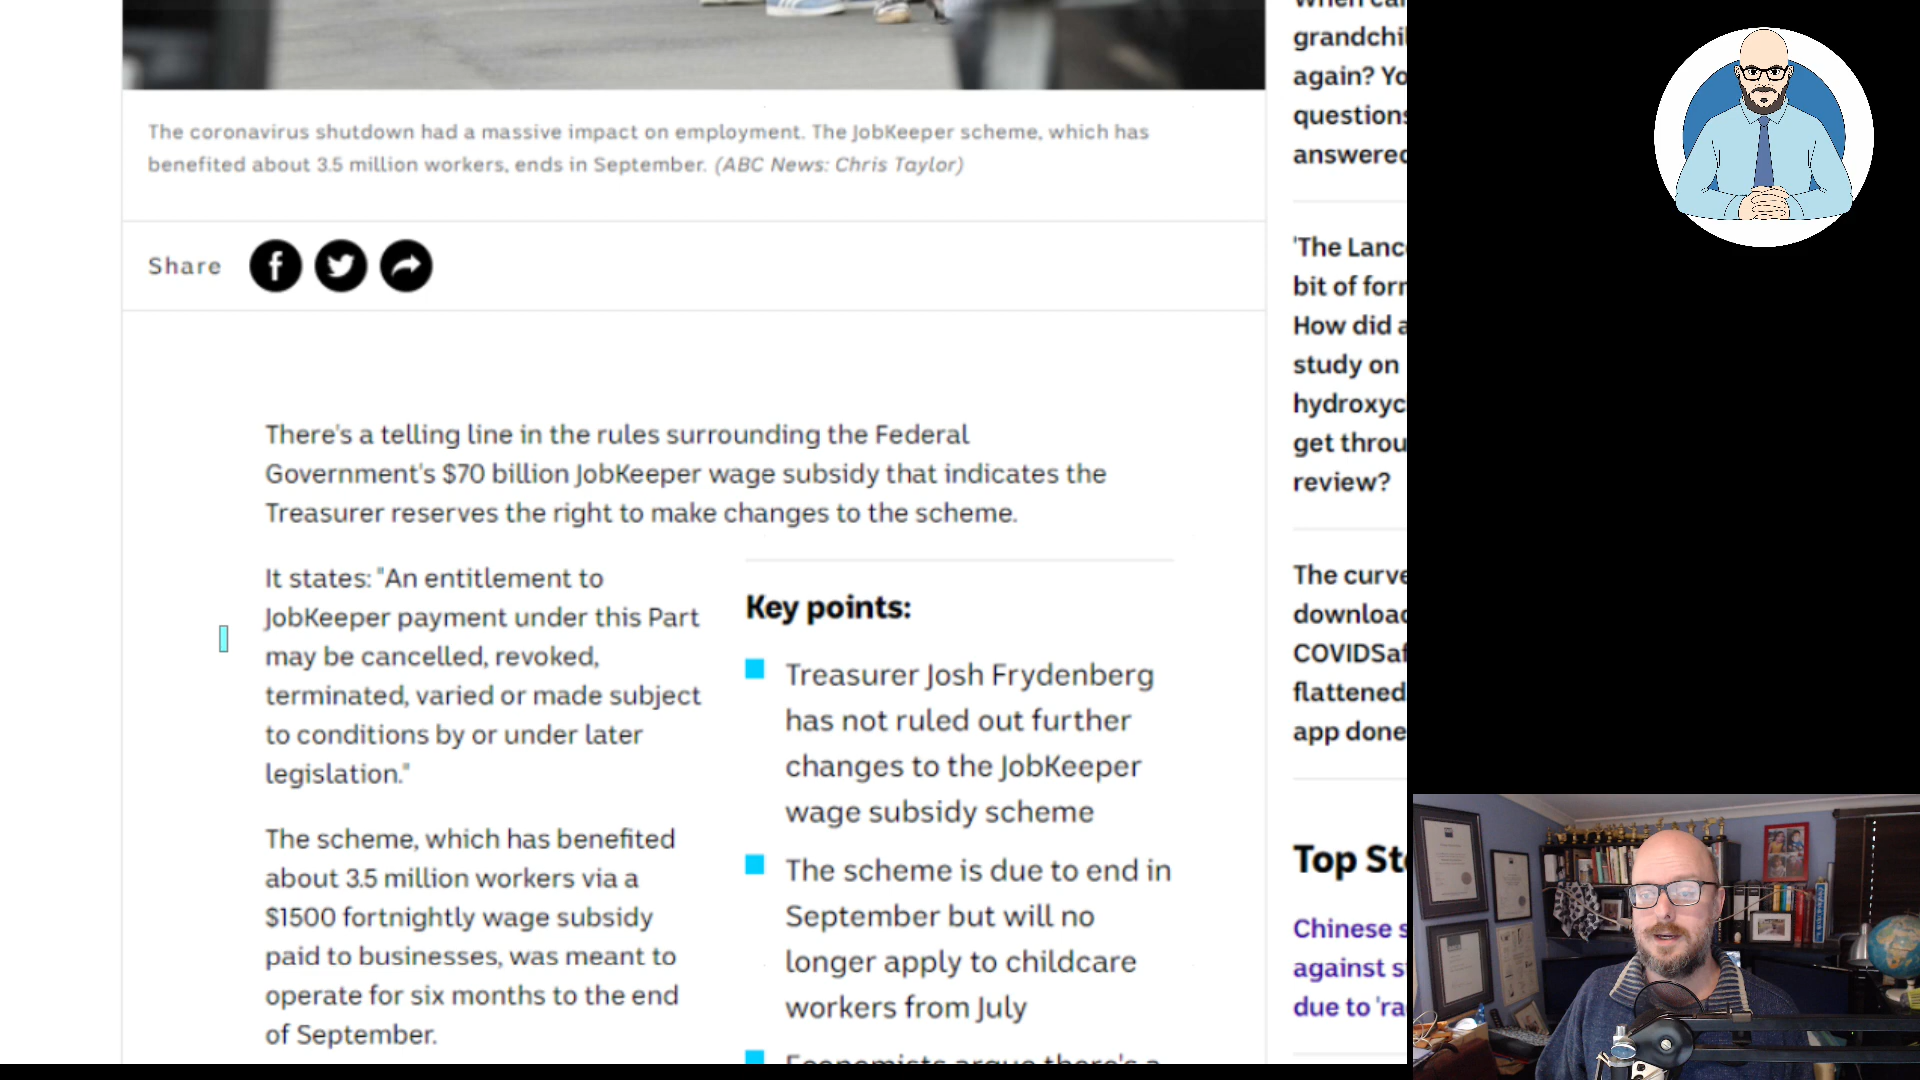 The coronavirus shutdown had a massive impact on employment. The JobKeeper scheme, which has
benefited about 3.5 million workers, ends in September. (ABC News: Chris Taylor)
Share
There's a telling line in the rules surrounding the Federal
Government's $70 billion JobKeeper wage subsidy that indicates the
Treasurer reserves the right to make changes to the scheme.
It states: "An entitlement to
JobKeeper payment under this Part
may be cancelled, revoked,
terminated, varied or made subject
to conditions by or under later
legislation."
The scheme, which has benefited
about 3.5 million workers via a
$1500 fortnightly wage subsidy
paid to businesses, was meant to
operate for six months to the end
of September.
Key points:
Treasurer Josh Frydenberg
has not ruled out further
changes to the JobKeeper
wage subsidy scheme
The scheme is due to end in
September but will no
longer apply to childcare
workers from July
Economists argue there's a
When
grandchil
again? Yo
questions
answered
'The Lanc
bit of for
How did a
study on
hydroxyc
get throu
review?
The curve
download
COVIDSaf
flattened
app done
Top Sto
Chinese s
against s
due to 'ra